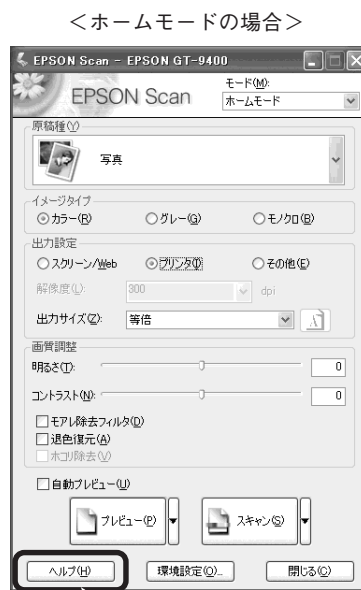 ＜ホームモードの場合＞
EPSON Scan - EPSON GT-9400
EPSON Scan
モード(M):
ホームモード
原稿種(Y)
写真
イメージタイプ
カラー(R) グレー(G) モノクロ(B)
出力設定
スクリーン/Web プリンタ(I) その他(E)
解像度(L): 300 dpi
出力サイズ(Z): 等倍
画質調整
明るさ(T): 0
コントラスト(N): 0
モアレ除去フィルタ(D)
退色復元(A)
ホコリ除去(V)
自動プレビュー(U)
プレビュー(P) スキャン(S)
ヘルプ(H) 環境設定(O)... 閉じる(C)